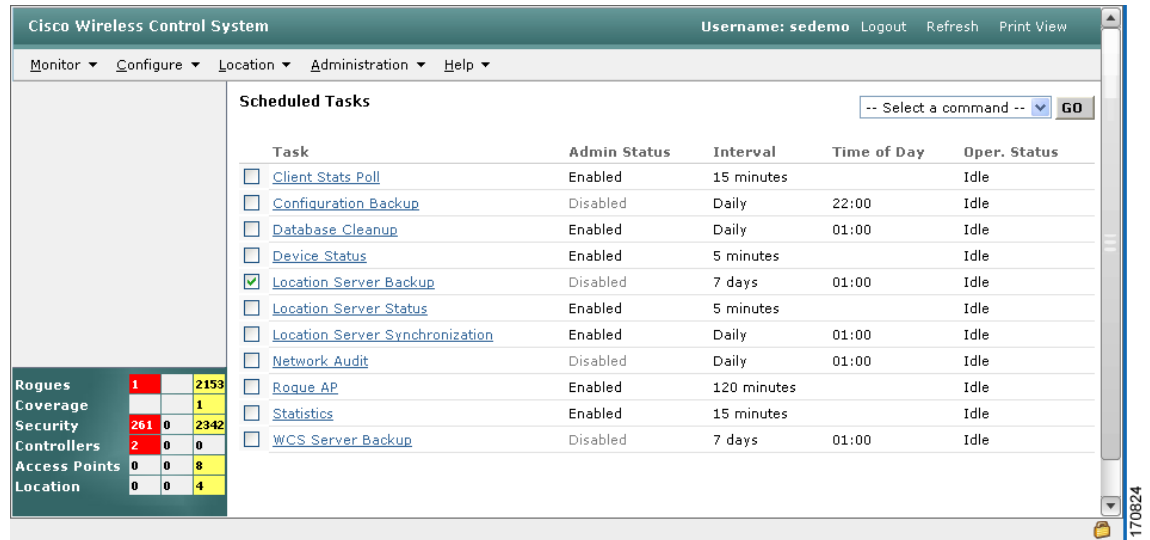 Cisco Wireless Control System Username: sedemo Logout Refresh Print View
Monitor Configure Location Administration Help
Scheduled Tasks -- Select a command -- GO
Task Admin Status Interval Time of Day Oper. Status
Client Stats Poll Enabled 15 minutes Idle
Configuration Backup Disabled Daily 22:00 Idle
Database Cleanup Enabled Daily 01:00 Idle
Device Status Enabled 5 minutes Idle
Location Server Backup Disabled 7 days 01:00 Idle
Location Server Status Enabled 5 minutes Idle
Location Server Synchronization Enabled Daily 01:00 Idle
Network Audit Disabled Daily 01:00 Idle
Rogue AP Enabled 120 minutes Idle
Statistics Enabled 15 minutes Idle
WCS Server Backup Disabled 7 days 01:00 Idle
Rogues 1 2153
Coverage 1
Security 261 0 2342
Controllers 2 0 0
Access Points 0 0 8
Location 0 0 4
170824